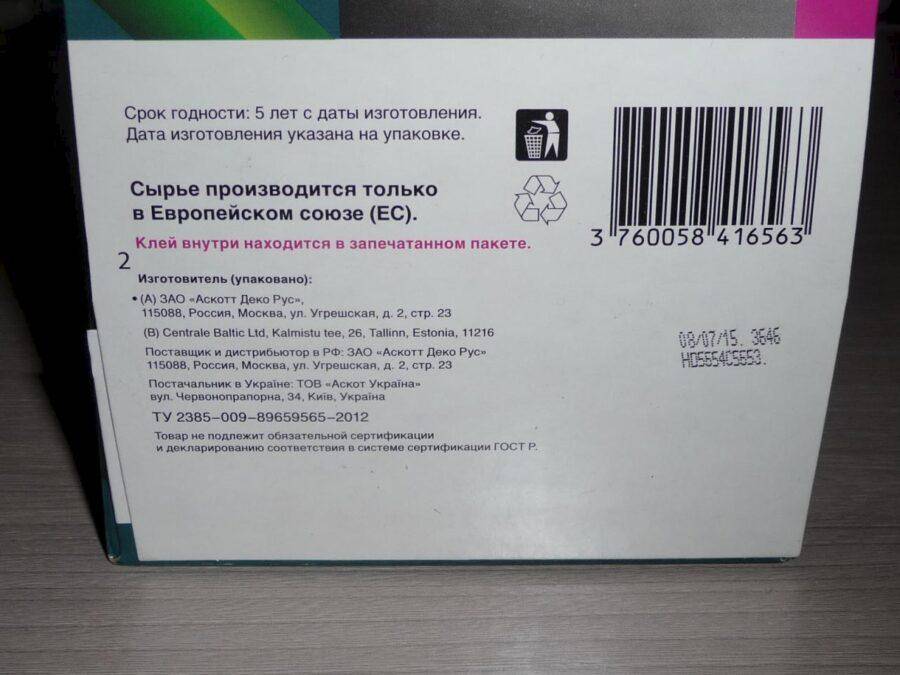 Срок годности: 5 лет с даты изготовления.
Дата изготовления указана на упаковке.
Сырье производится только
в Европейском союзе (ЕС).
Клей внутри находится в запечатанном пакете.
2
Изготовитель (упаковано):
• (А) ЗАО «Аскотт Деко Рус»,
115088, Россия, Москва, ул. Угрешская, д. 2, стр. 23
(В) Centrale Baltic Ltd, Kalmistu tee, 26, Tallinn, Estonia, 11216
Поставщик и дистрибьютор в РФ: ЗАО «Аскотт Деко Рус»
115088, Россия, Москва, ул. Угрешская, д. 2, стр. 23
Постачальник в Україне: ТОВ «Аскот Україна»
вул. Червонопрапорна, 34, Київ, Україна
ТУ 2385-009-89659565-2012
Товар не подлежит обязательной сертификации
и декларированию соответствия в системе сертификации ГОСТ Р.
3 760058 416563
08/07/15. 3646
HD5654C5653.